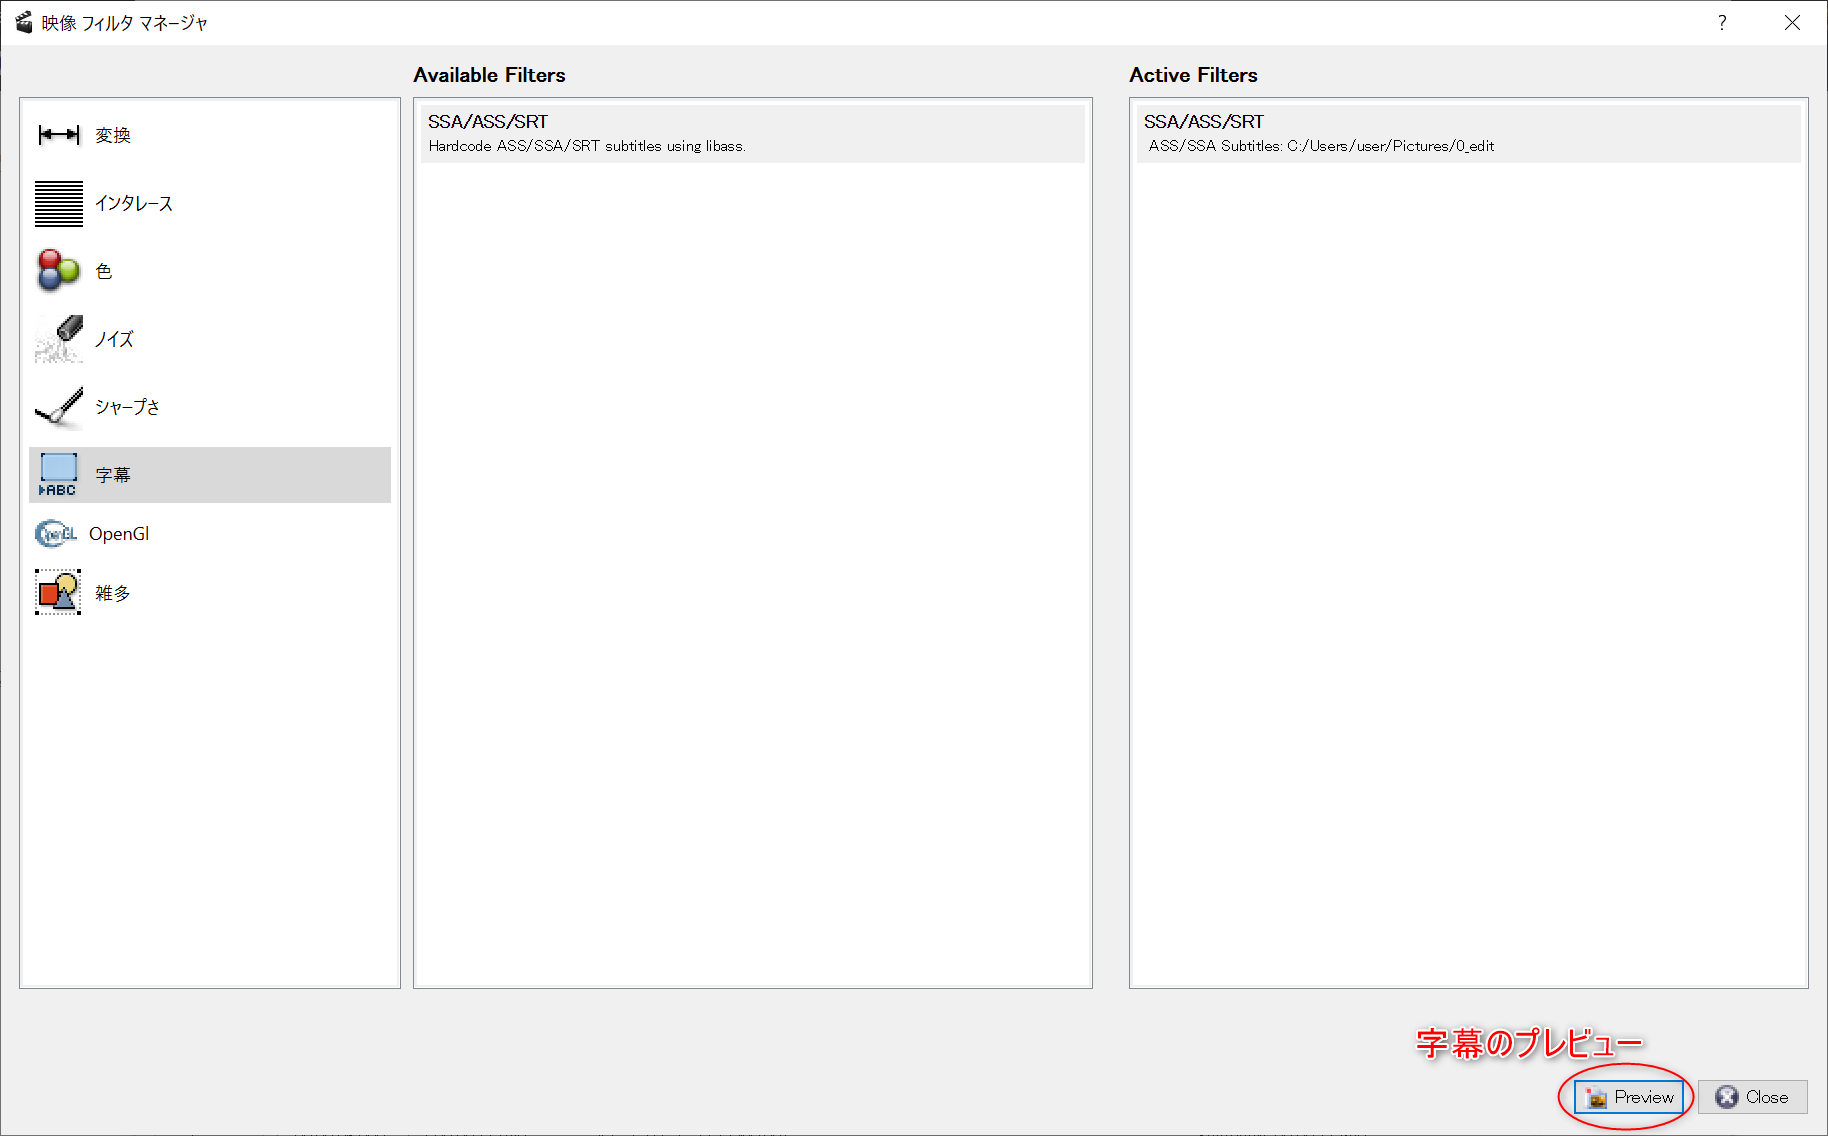 映像 フィルタ マネージャ
?
Available Filters
Active Filters
変換
インタレース
色
ノイズ
シャープさ
ABC
字幕
OpenGL
OpenGl
雑多
SSA/ASS/SRT
Hardcode ASS/SSA/SRT subtitles using libass.
SSA/ASS/SRT
ASS/SSA Subtitles: C:/Users/user/Pictures/0_edit
字幕のプレビュー
Preview
Close